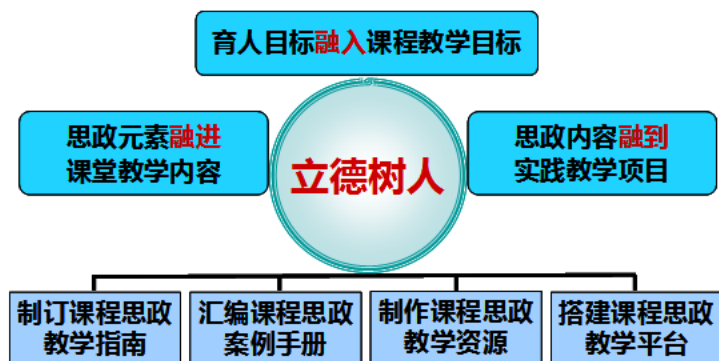 育人目标融入课程教学目标
思政元素融进
课堂教学内容
立德树人
思政内容融到
实践教学项目
制订课程思政
教学指南
汇编课程思政
案例手册
制作课程思政
教学资源
搭建课程思政
教学平台